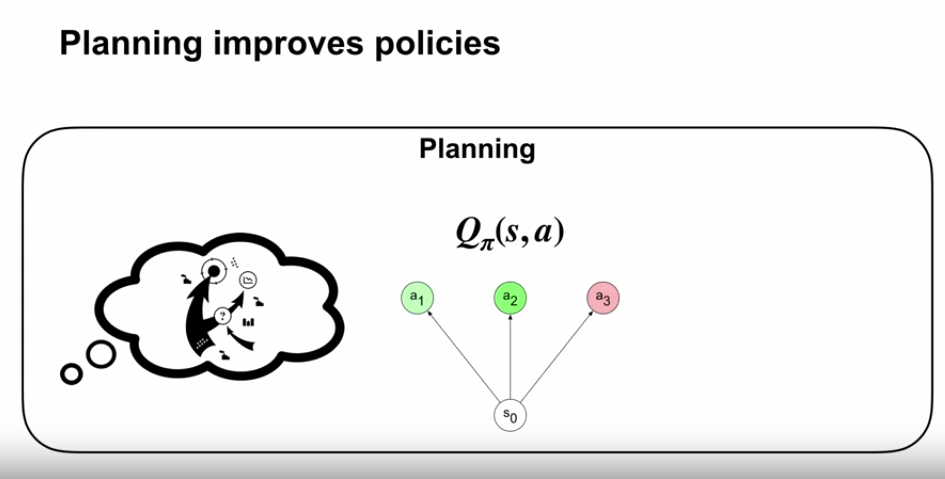 Planning improves policies
Planning
Qπ(s, a)
a1 a2 a3
?
s0